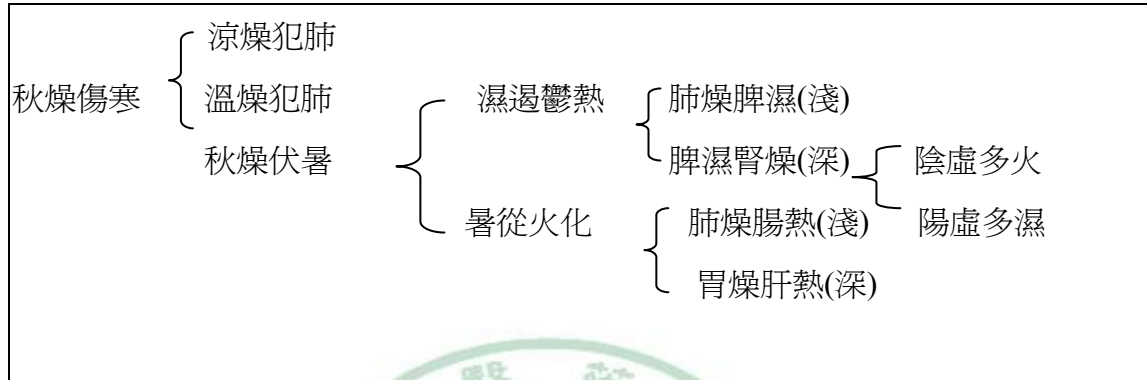 涼燥犯肺
秋燥傷寒 溫燥犯肺 濕遏鬱熱 肺燥脾濕(淺)
秋燥伏暑 脾濕腎燥(深) 陰虛多火
暑從火化 肺燥腸熱(淺) 陽虛多濕
胃燥肝熱(深)
醫 藥